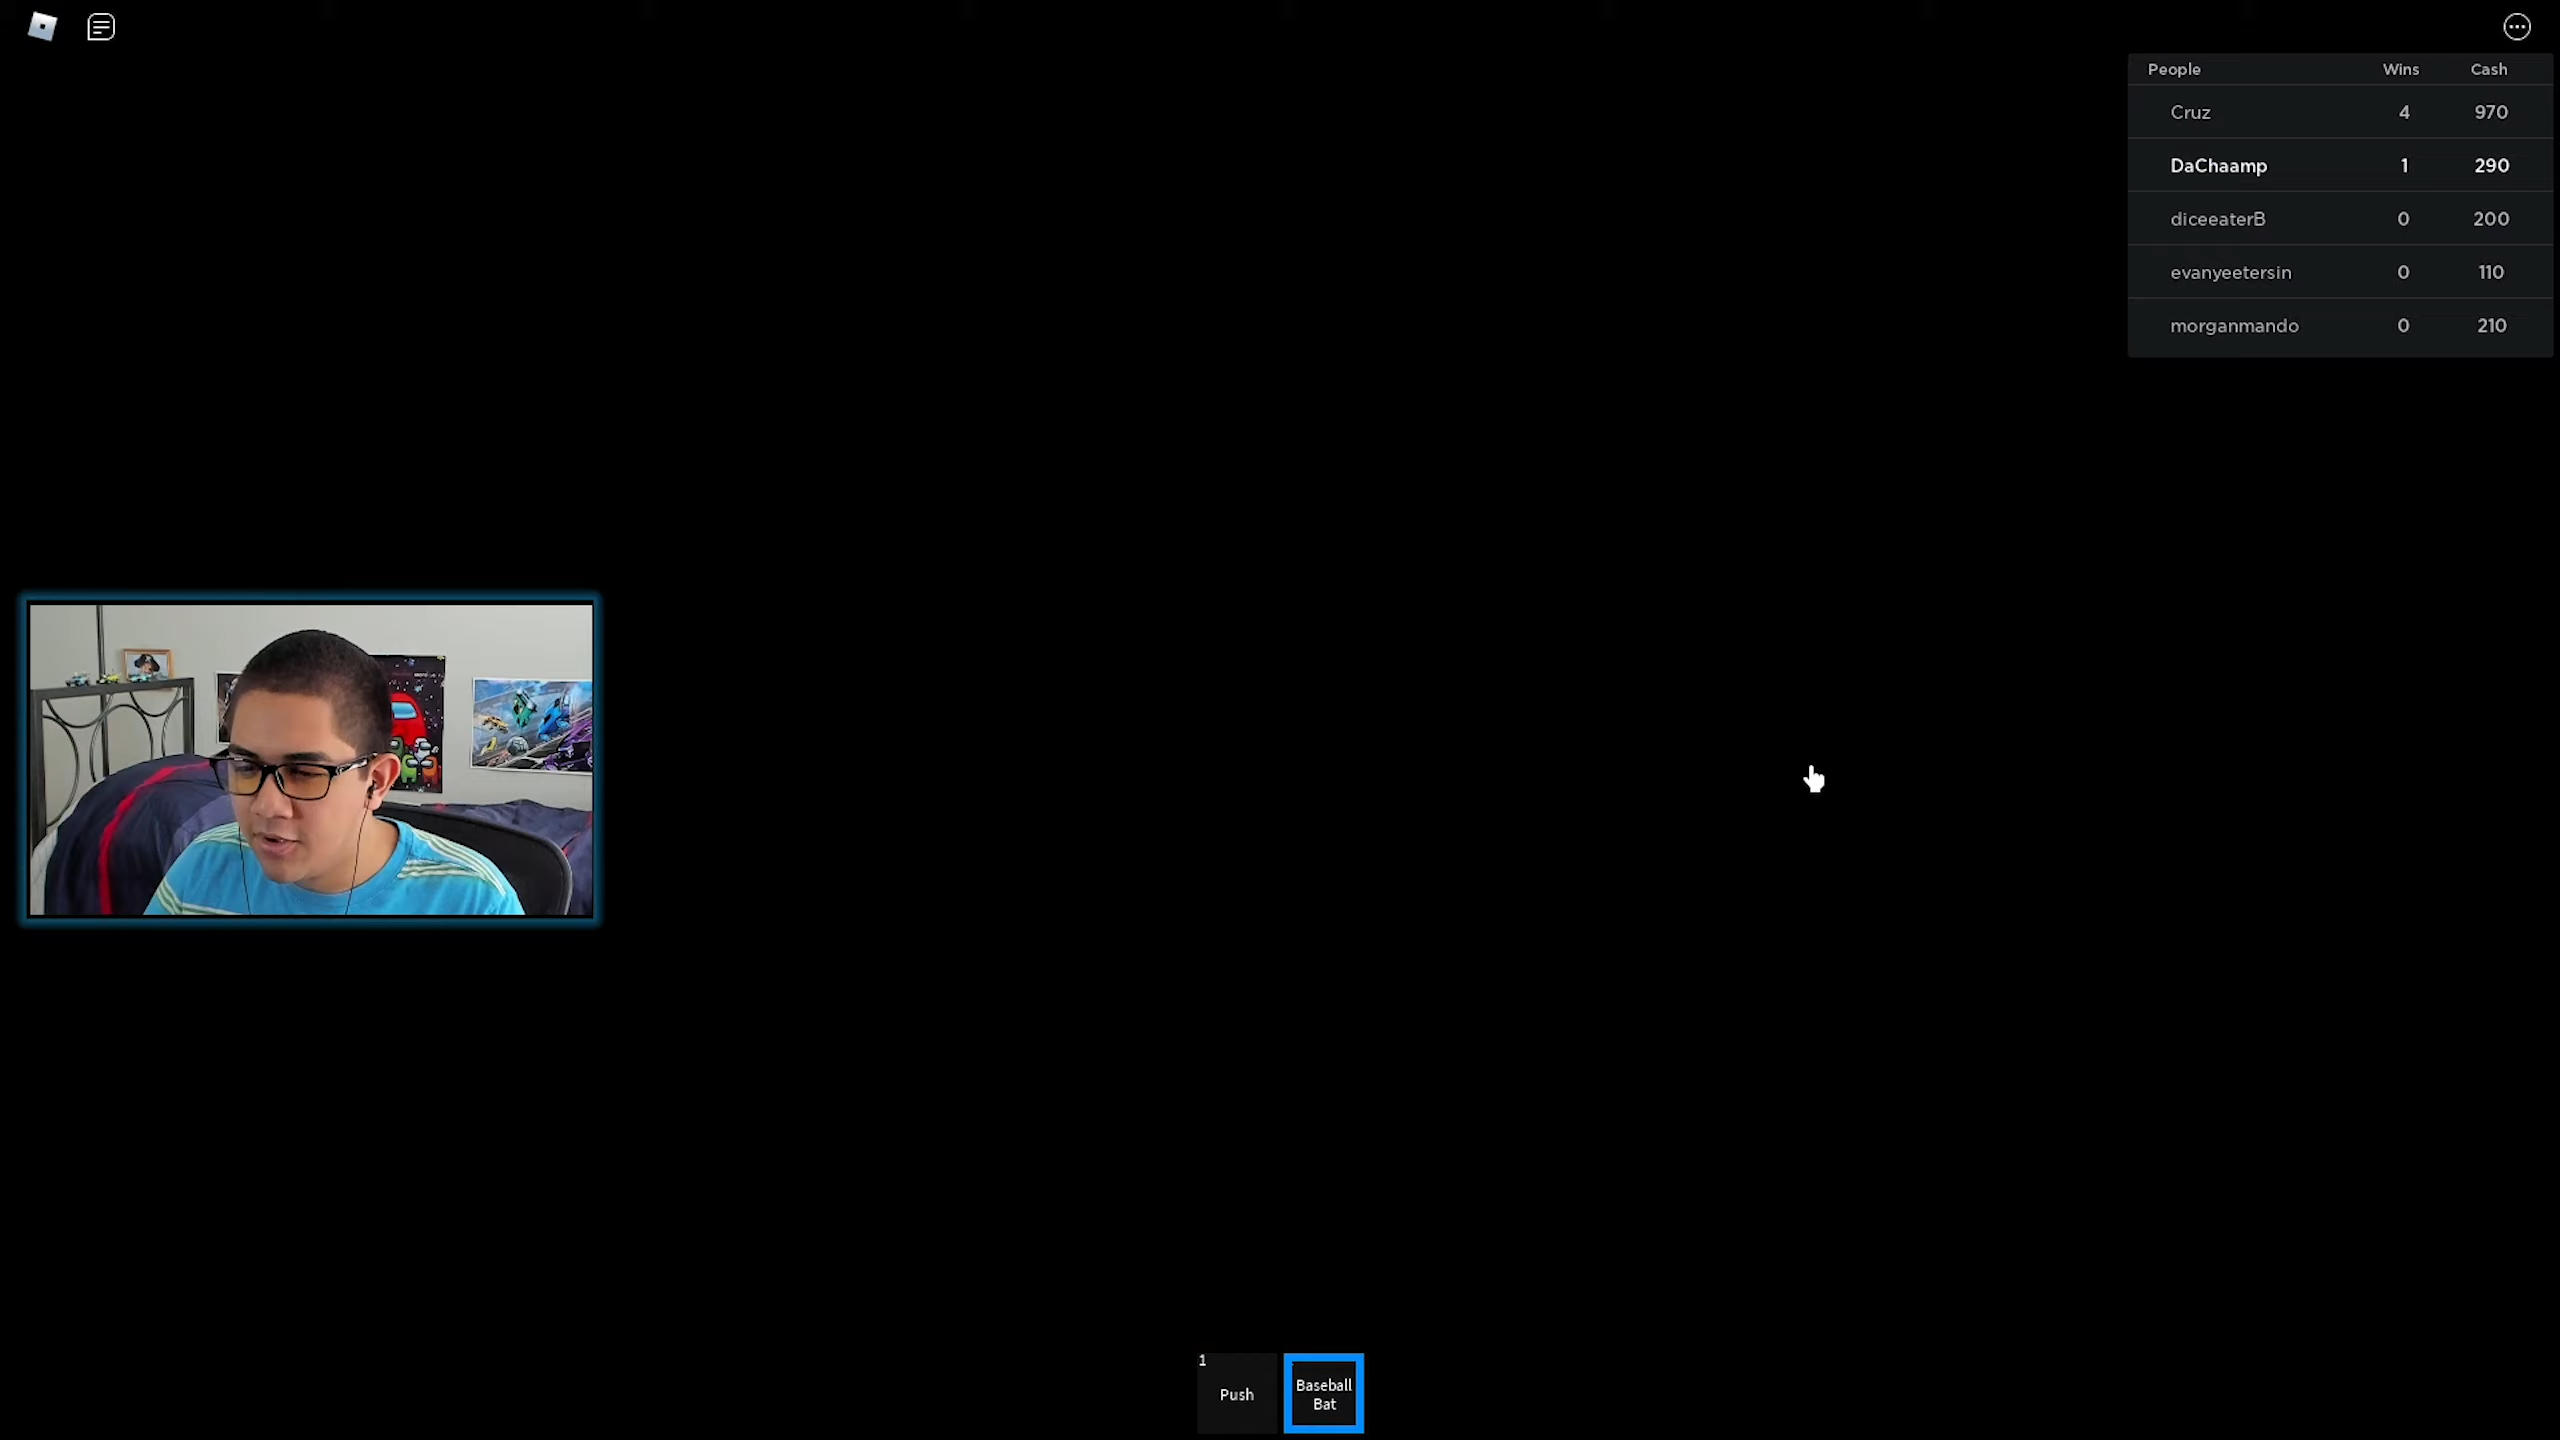 People Wins Cash
Cruz 4 970
DaChaamp 1 290
diceeaterB 0 200
evanyeetersin 0 110
morganmando 0 210
1
Push
Baseball
Bat